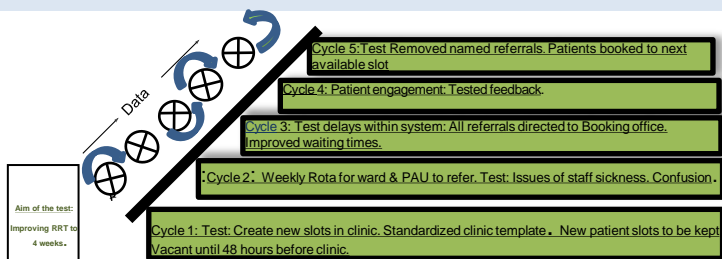 Data
Cycle 5:Test Removed named referrals. Patients booked to next
available slot
Cycle 4: Patient engagement: Tested feedback.
Cycle 3: Test delays within system: All referrals directed to Booking office.
Improved waiting times.
:Cycle 2: Weekly Rota for ward & PAU to refer. Test: Issues of staff sickness. Confusion.
Aim of the test:
Improving RRT to
4 weeks.
Cycle 1: Test: Create new slots in clinic. Standardized clinic template. New patient slots to be kept
Vacant until 48 hours before clinic.